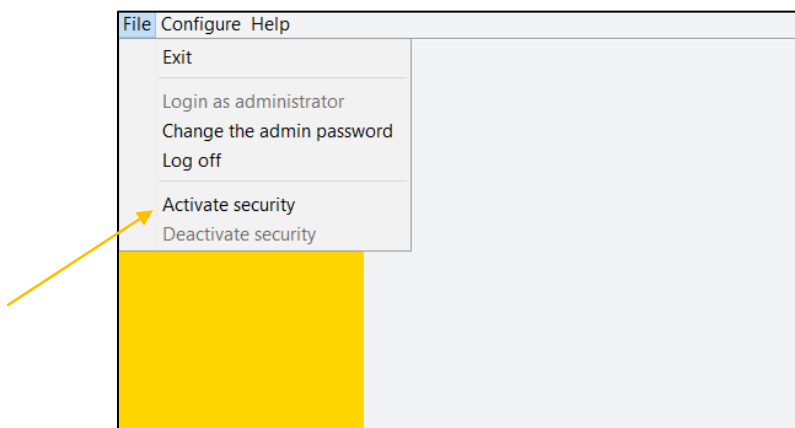 File Configure Help
Exit
Login as administrator
Change the admin password
Log off
Activate security
Deactivate security